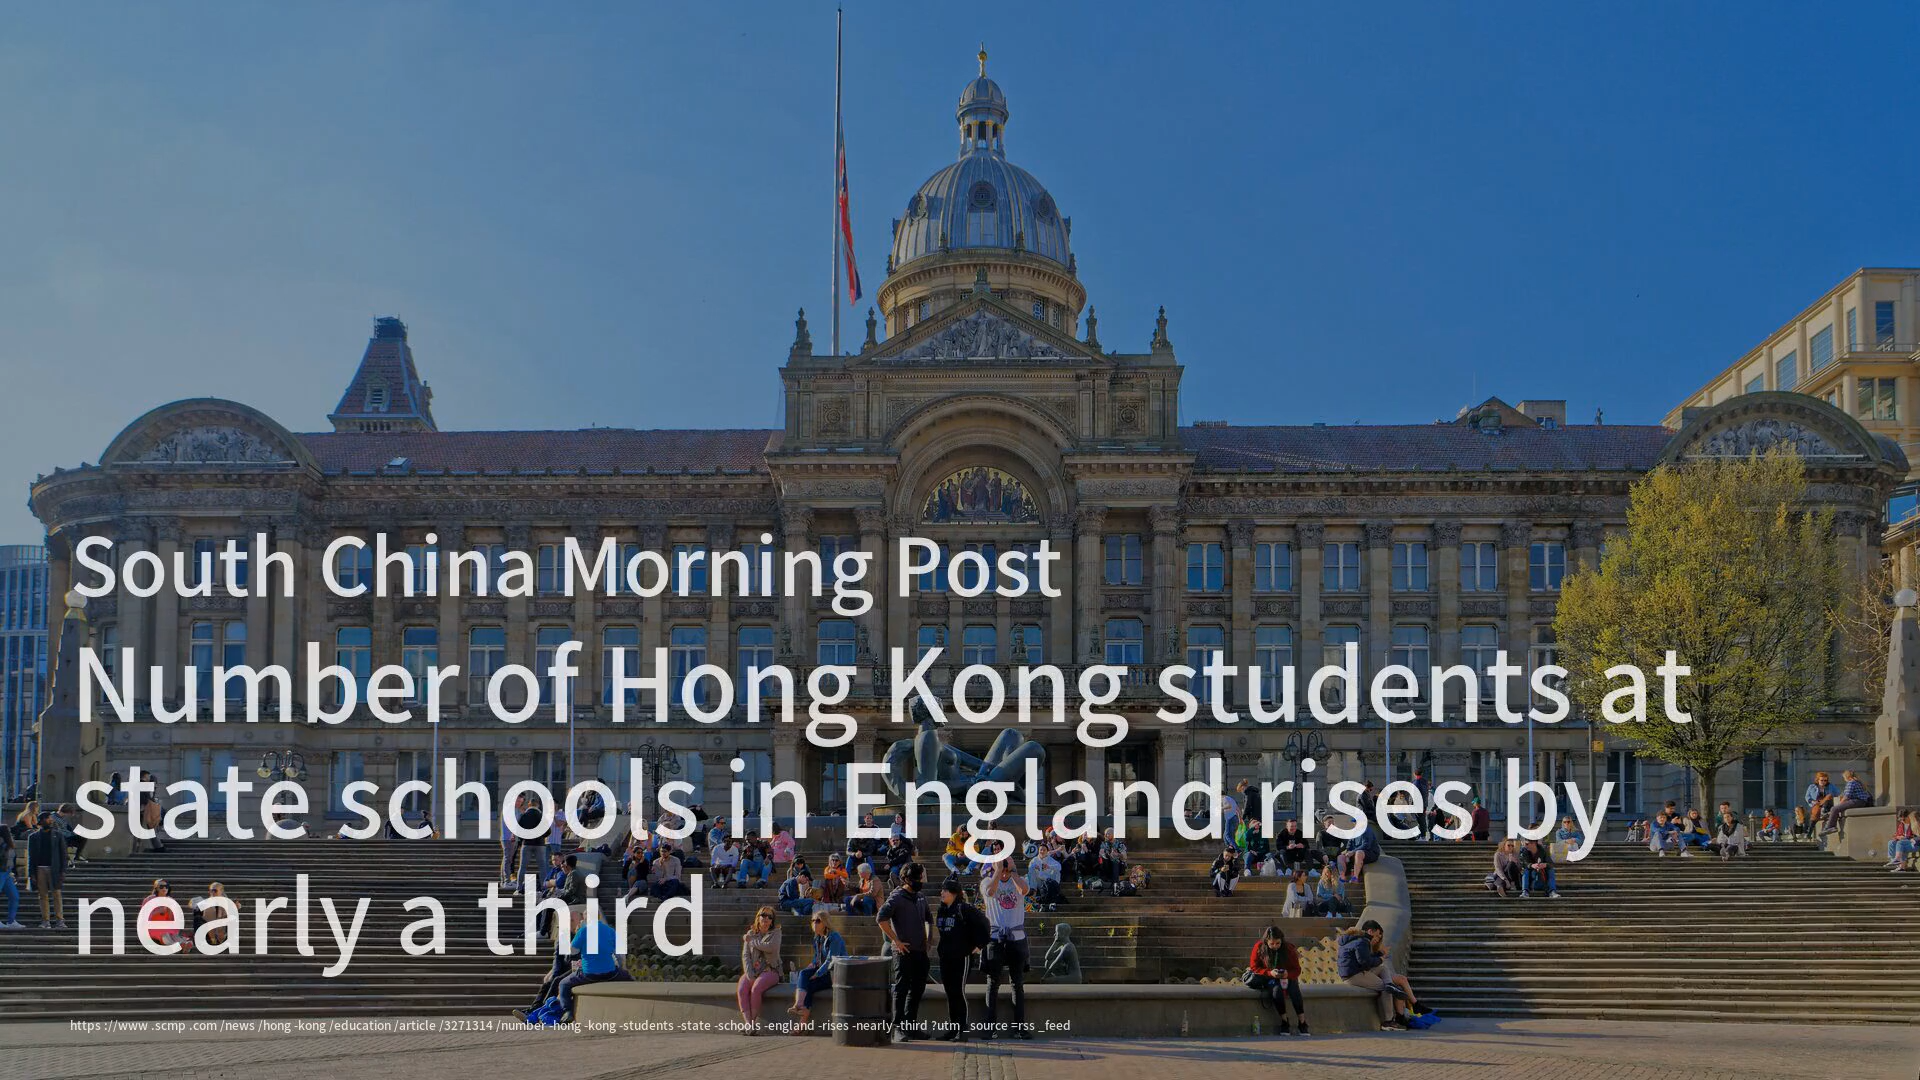 South China Morning Post
Number of Hong Kong students at
state schools in England rises by
nearly a third
https://www.scmp.com/news/hong-kong/education/article/3271314/number-hong-kong-students-state-schools-england-rises-nearly-third?utm_source=rss_feed